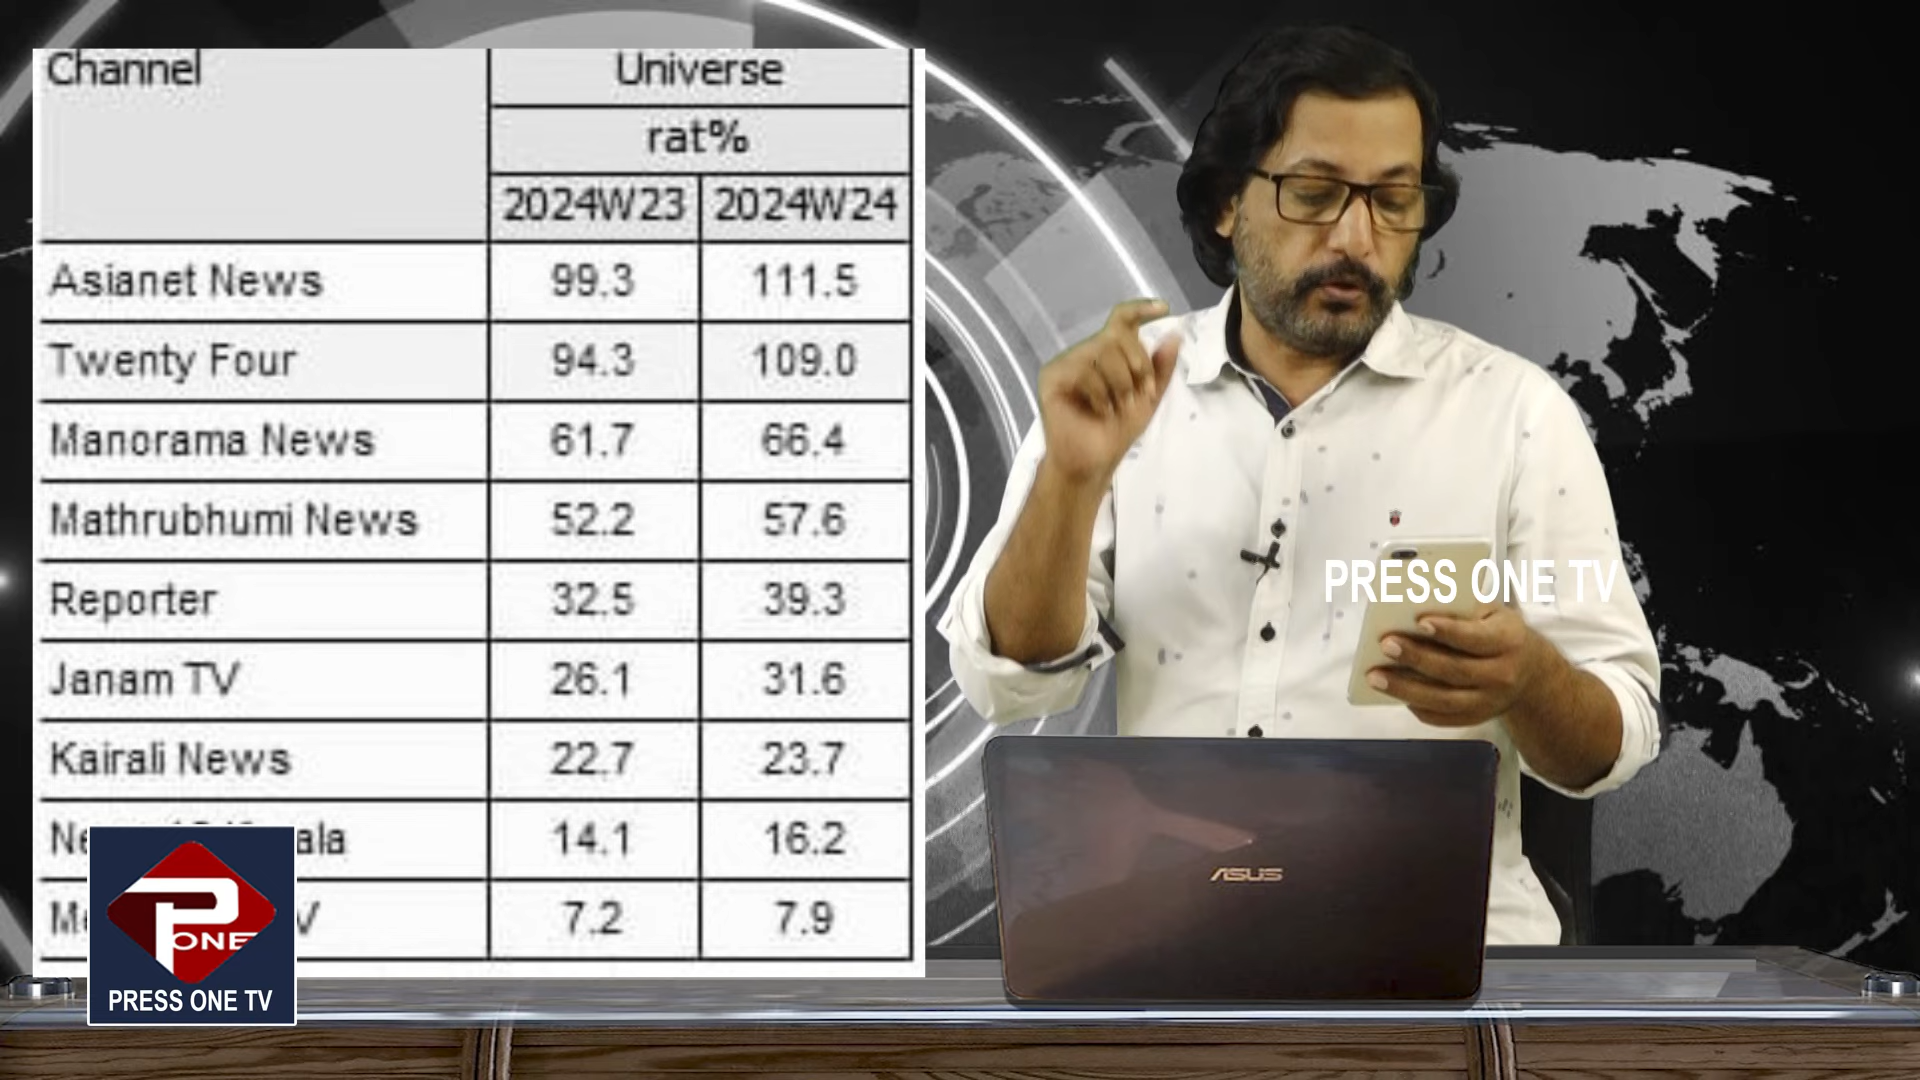 Channel Universe
rat%
2024W23 2024W24
Asianet News 99.3 111.5
Twenty Four 94.3 109.0
Manorama News 61.7 66.4
Mathrubhumi News 52.2 57.6
Reporter 32.5 39.3
Janam TV 26.1 31.6
Kairali News 22.7 23.7
14.1 16.2
7.2 7.9
PRESS ONE TV
ASUS
P ONE
PRESS ONE TV